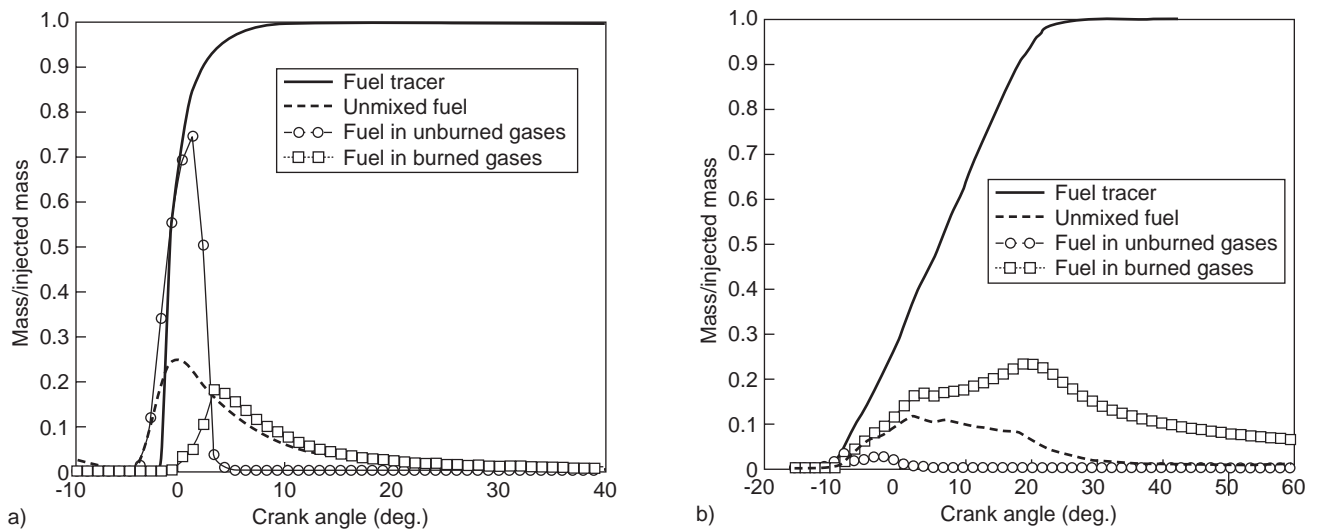 1.0
0.9
0.8
0.7
0.6
0.5
0.4
0.3
0.2
0.1
0
-10
0
10
20
30
40
Mass/injected mass
Crank angle (deg.)
Fuel tracer
Unmixed fuel
Fuel in unburned gases
Fuel in burned gases
a)
1.0
0.9
0.8
0.7
0.6
0.5
0.4
0.3
0.2
0.1
0
-20
-10
0
10
20
30
40
50
60
Mass/injected mass
Crank angle (deg.)
Fuel tracer
Unmixed fuel
Fuel in unburned gases
Fuel in burned gases
b)